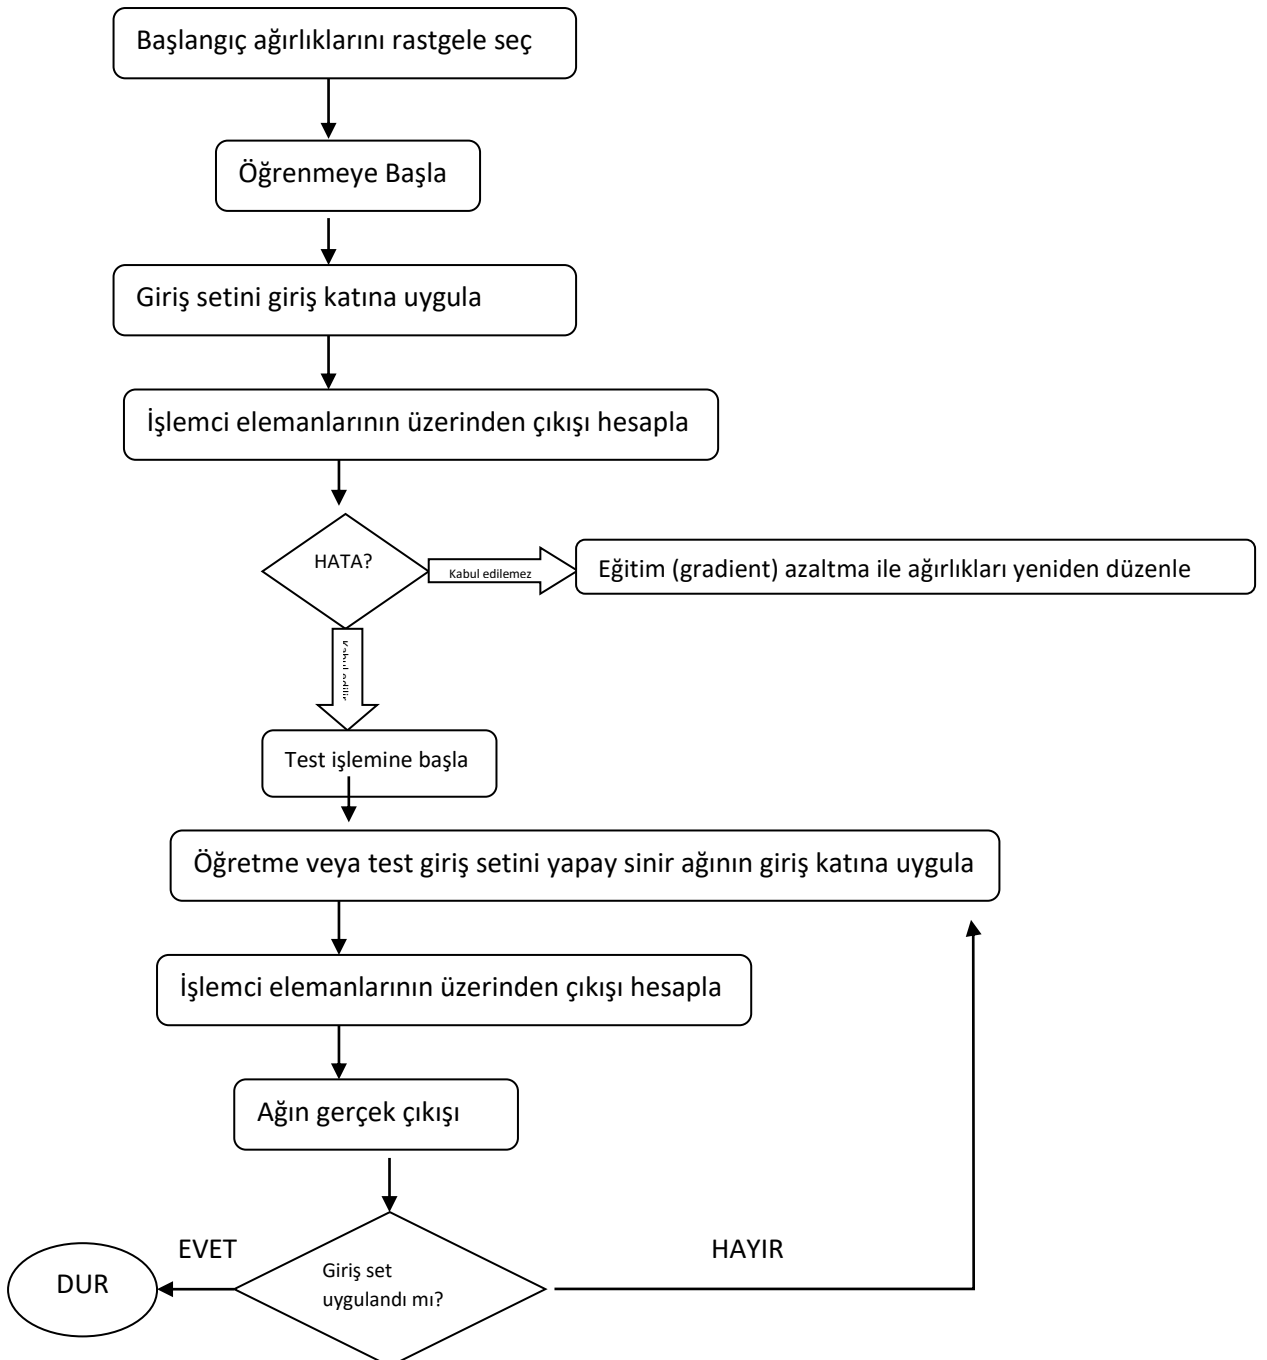 Başlangıç ağırlıklarını rastgele seç
Öğrenmeye Başla
Giriş setini giriş katına uygula
İşlemci elemanlarının üzerinden çıkışı hesapla
HATA?
Kabul edilemez
Eğitim (gradient) azaltma ile ağırlıkları yeniden düzenle
Test işlemine başla
Öğretme veya test giriş setini yapay sinir ağının giriş katına uygula
İşlemci elemanlarının üzerinden çıkışı hesapla
Ağın gerçek çıkışı
EVET
HAYIR
DUR
Giriş set
uygulandı mı?